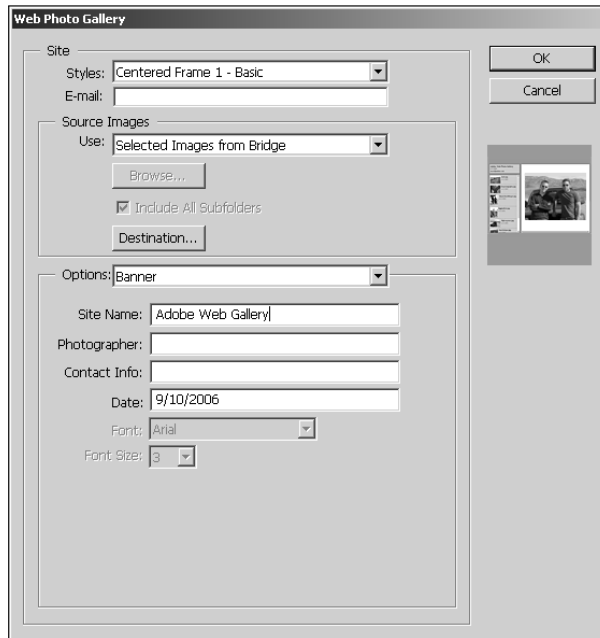 Web Photo Gallery
Site
Styles: Centered Frame 1 - Basic
E-mail:
Source Images
Use: Selected Images from Bridge
Browse...
Include All Subfolders
Destination...
Options: Banner
Site Name: Adobe Web Gallery
Photographer:
Contact Info:
Date: 9/10/2006
Font: Arial
Font Size: 3
OK
Cancel